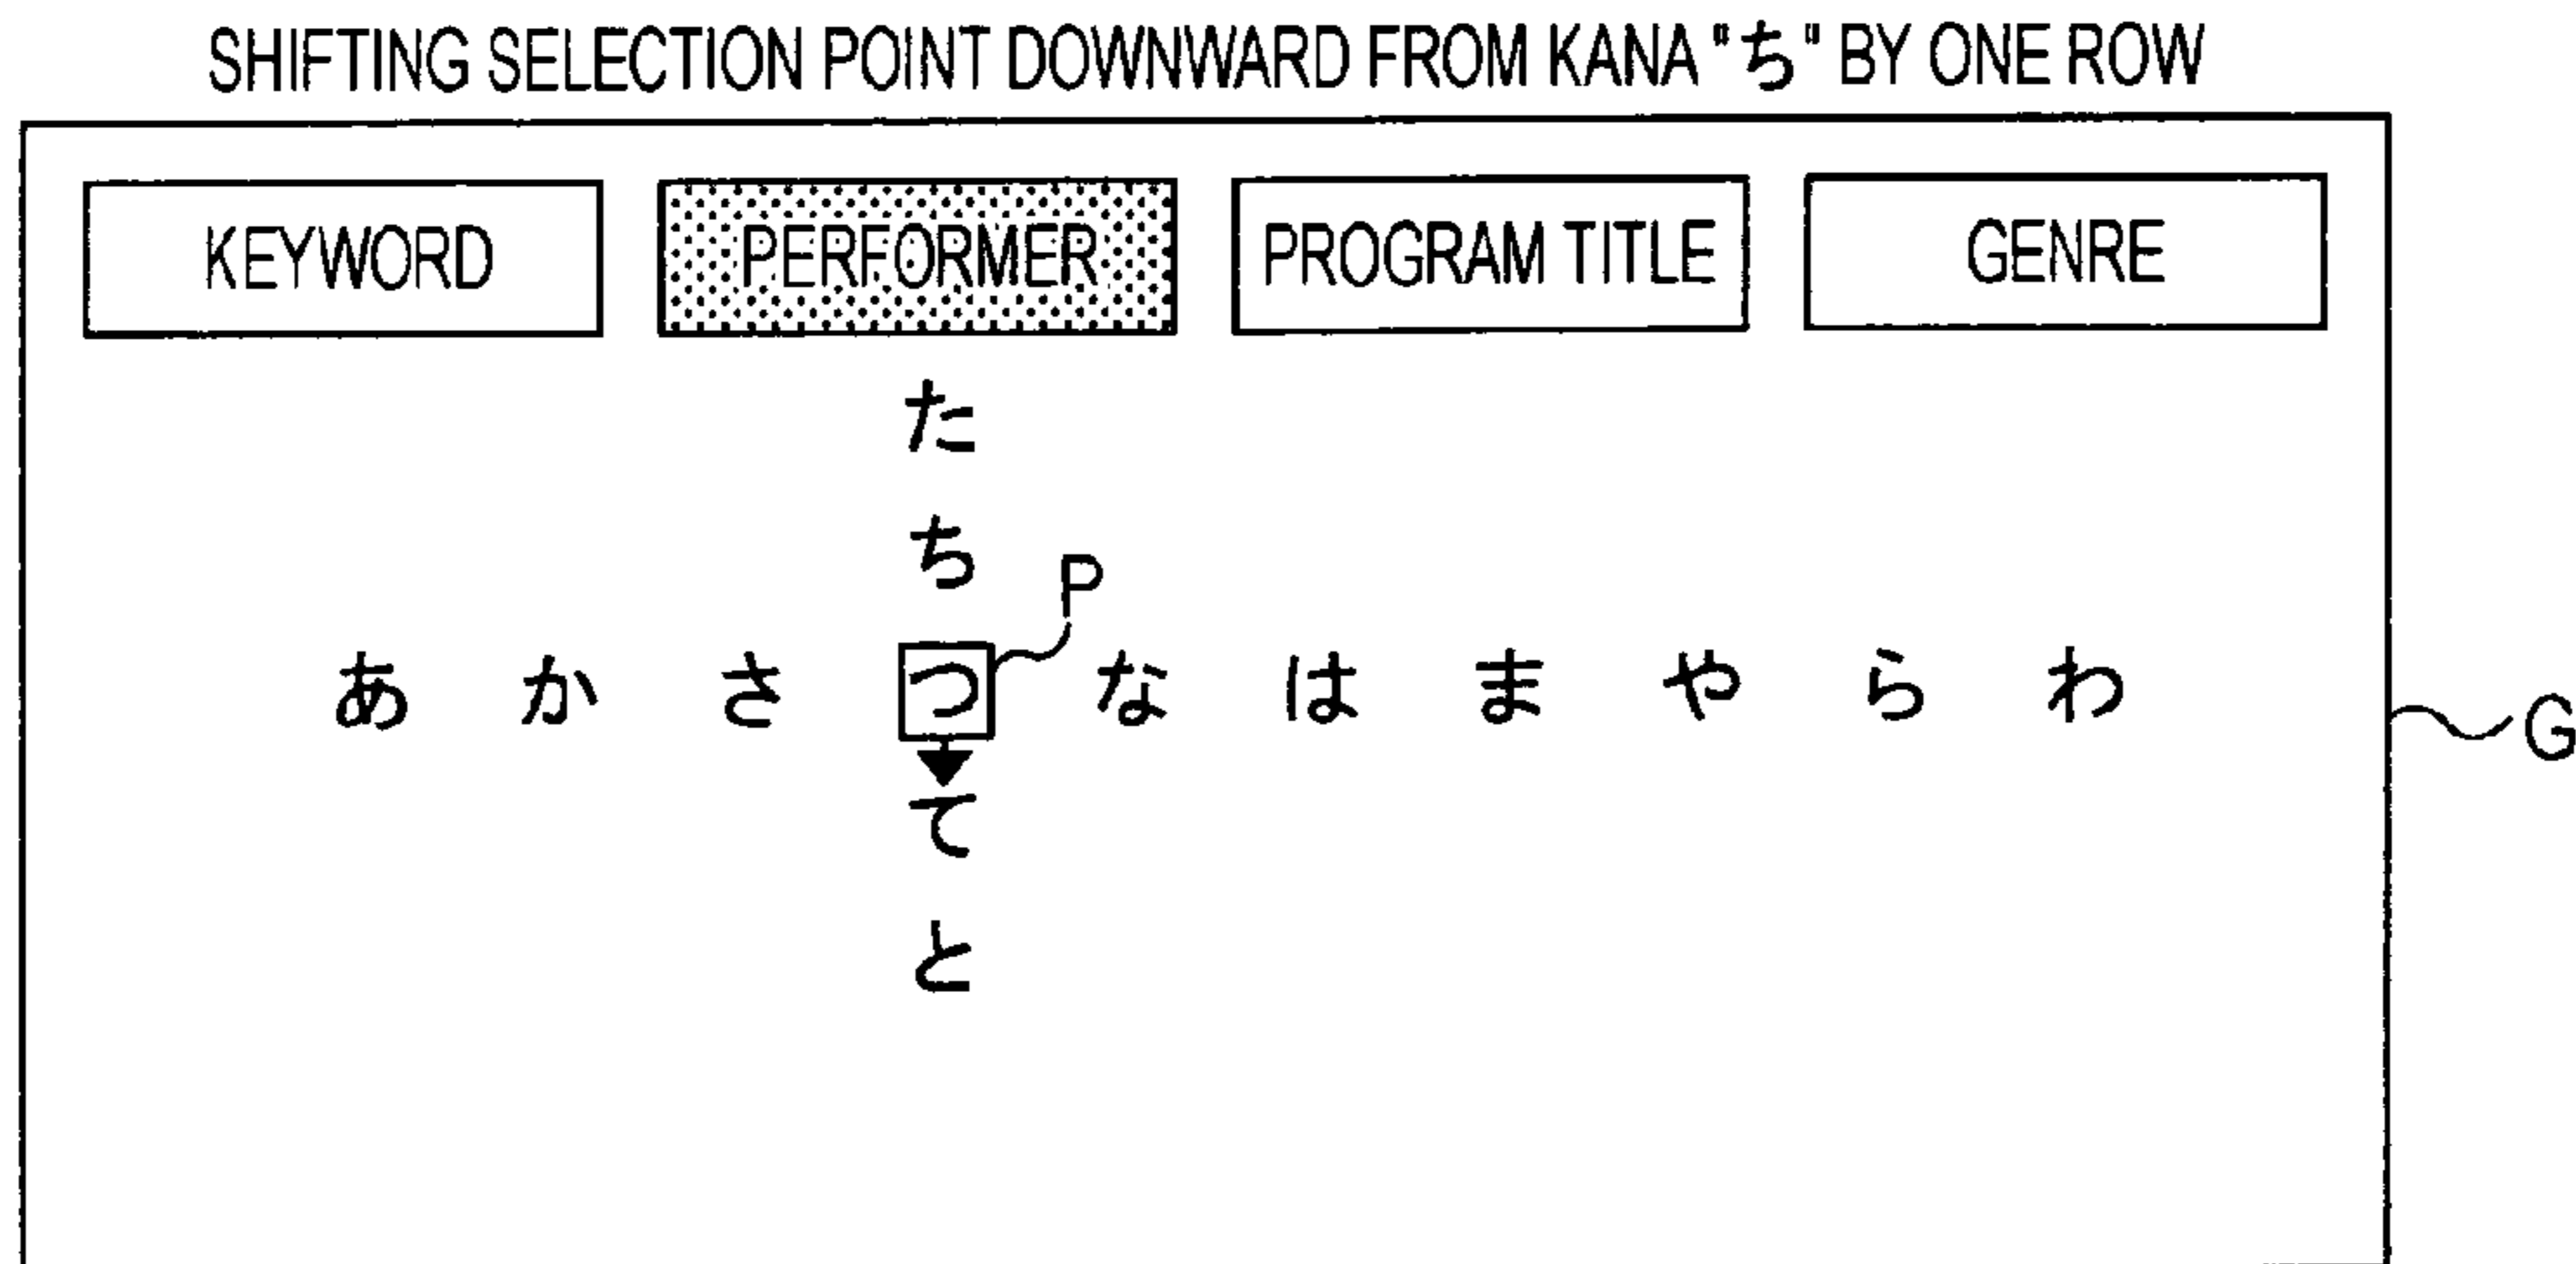 SHIFTING SELECTION POINT DOWNWARD FROM KANA "ち" BY ONE ROW
KEYWORD PERFORMER PROGRAM TITLE GENRE
た
ち
P
あ か さ つ な は ま や ら わ
G
て
と